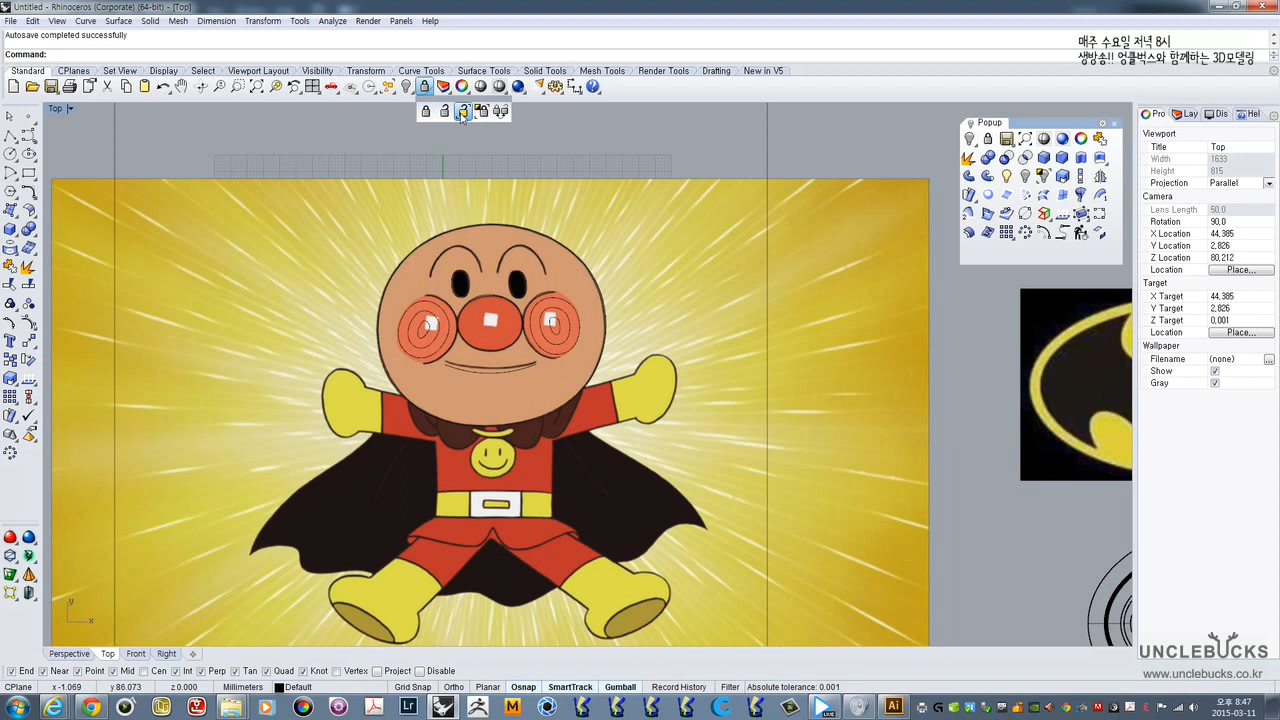 Untitled - Rhinoceros (Corporate) (64-bit) - [Top]
File Edit View Curve Surface Solid Mesh Dimension Transform Tools Analyze Render Panels Help
Autosave completed successfully
Command:
매주 수요일 저녁 8시
생방송!! 엉클벅스와 함께하는 3D모델링
Standard CPlanes Set View Display Select Viewport Layout Visibility Transform Curve Tools Surface Tools Solid Tools Mesh Tools Render Tools Drafting New In V5
Top
Popup
Pro Lay Dis Hel
Viewport
Title Top
Width 1633
Height 815
Projection Parallel
Camera
Lens Length 50,0
Rotation 90,0
X Location 44,385
Y Location 2,826
Z Location 80,212
Location Place...
Target
X Target 44,385
Y Target 2,826
Z Target 0,001
Location Place...
Wallpaper
Filename (none) ...
Show
Gray
y
x
Perspective Top Front Right
End Near Point Mid Cen Int Perp Tan Quad Knot Vertex Project Disable
CPlane x -1.069 y 86.073 z 0.000 Millimeters Default Grid Snap Ortho Planar Osnap SmartTrack Gumball Record History Filter Absolute tolerance: 0.001
UNCLEBUCKS
www.unclebucks.co.kr
Lr
M
LIVE
Ai
오후 8:47
2015-03-11